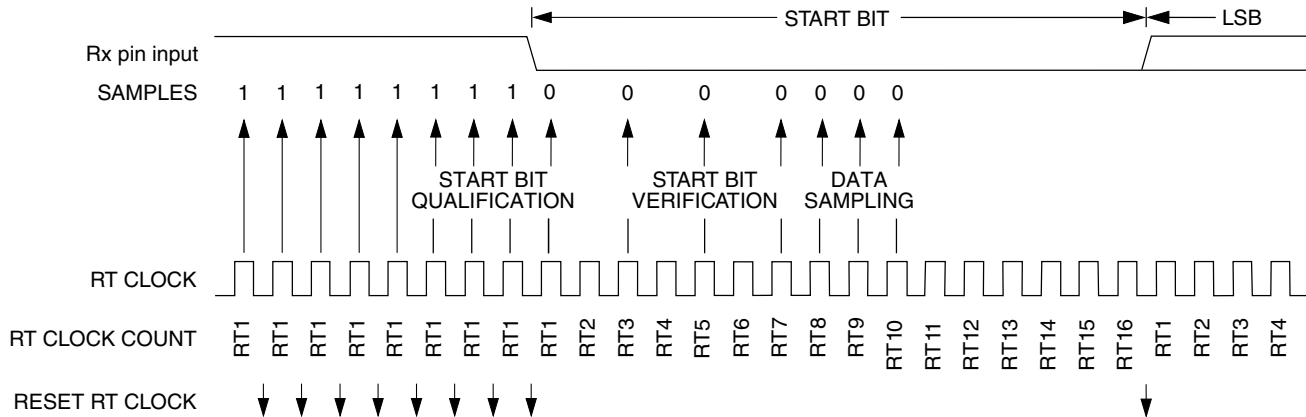 START BIT LSB
Rx pin input
SAMPLES 1 1 1 1 1 1 1 1 0 0 0 0 0 0 0
START BIT QUALIFICATION START BIT VERIFICATION DATA SAMPLING
RT CLOCK
RT CLOCK COUNT RT1 RT1 RT1 RT1 RT1 RT1 RT1 RT1 RT1 RT2 RT3 RT4 RT5 RT6 RT7 RT8 RT9 RT10 RT11 RT12 RT13 RT14 RT15 RT16 RT1 RT2 RT3 RT4
RESET RT CLOCK